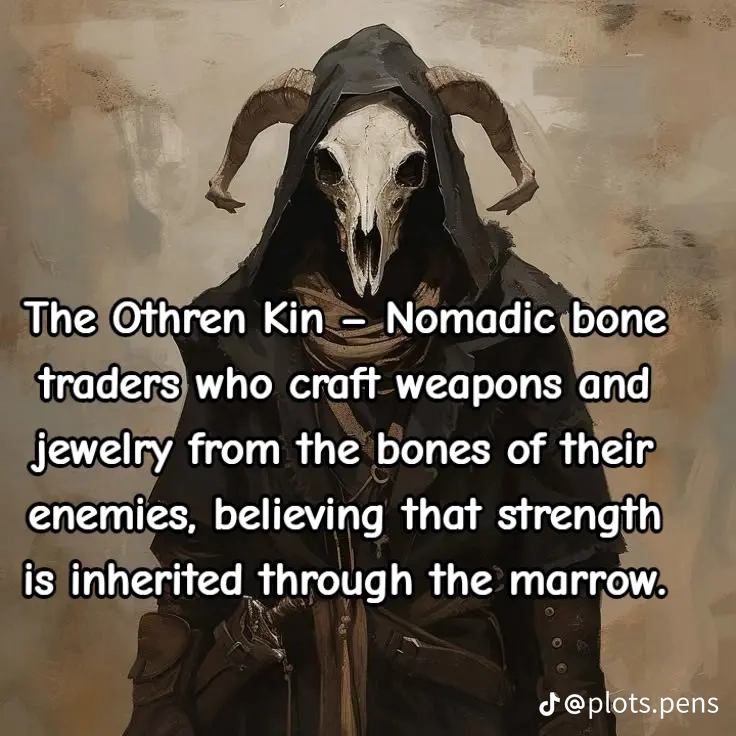 The Othren Kin – Nomadic bone
traders who craft weapons and
jewelry from the bones of their
enemies, believing that strength
is inherited through the marrow.
@plots.pens